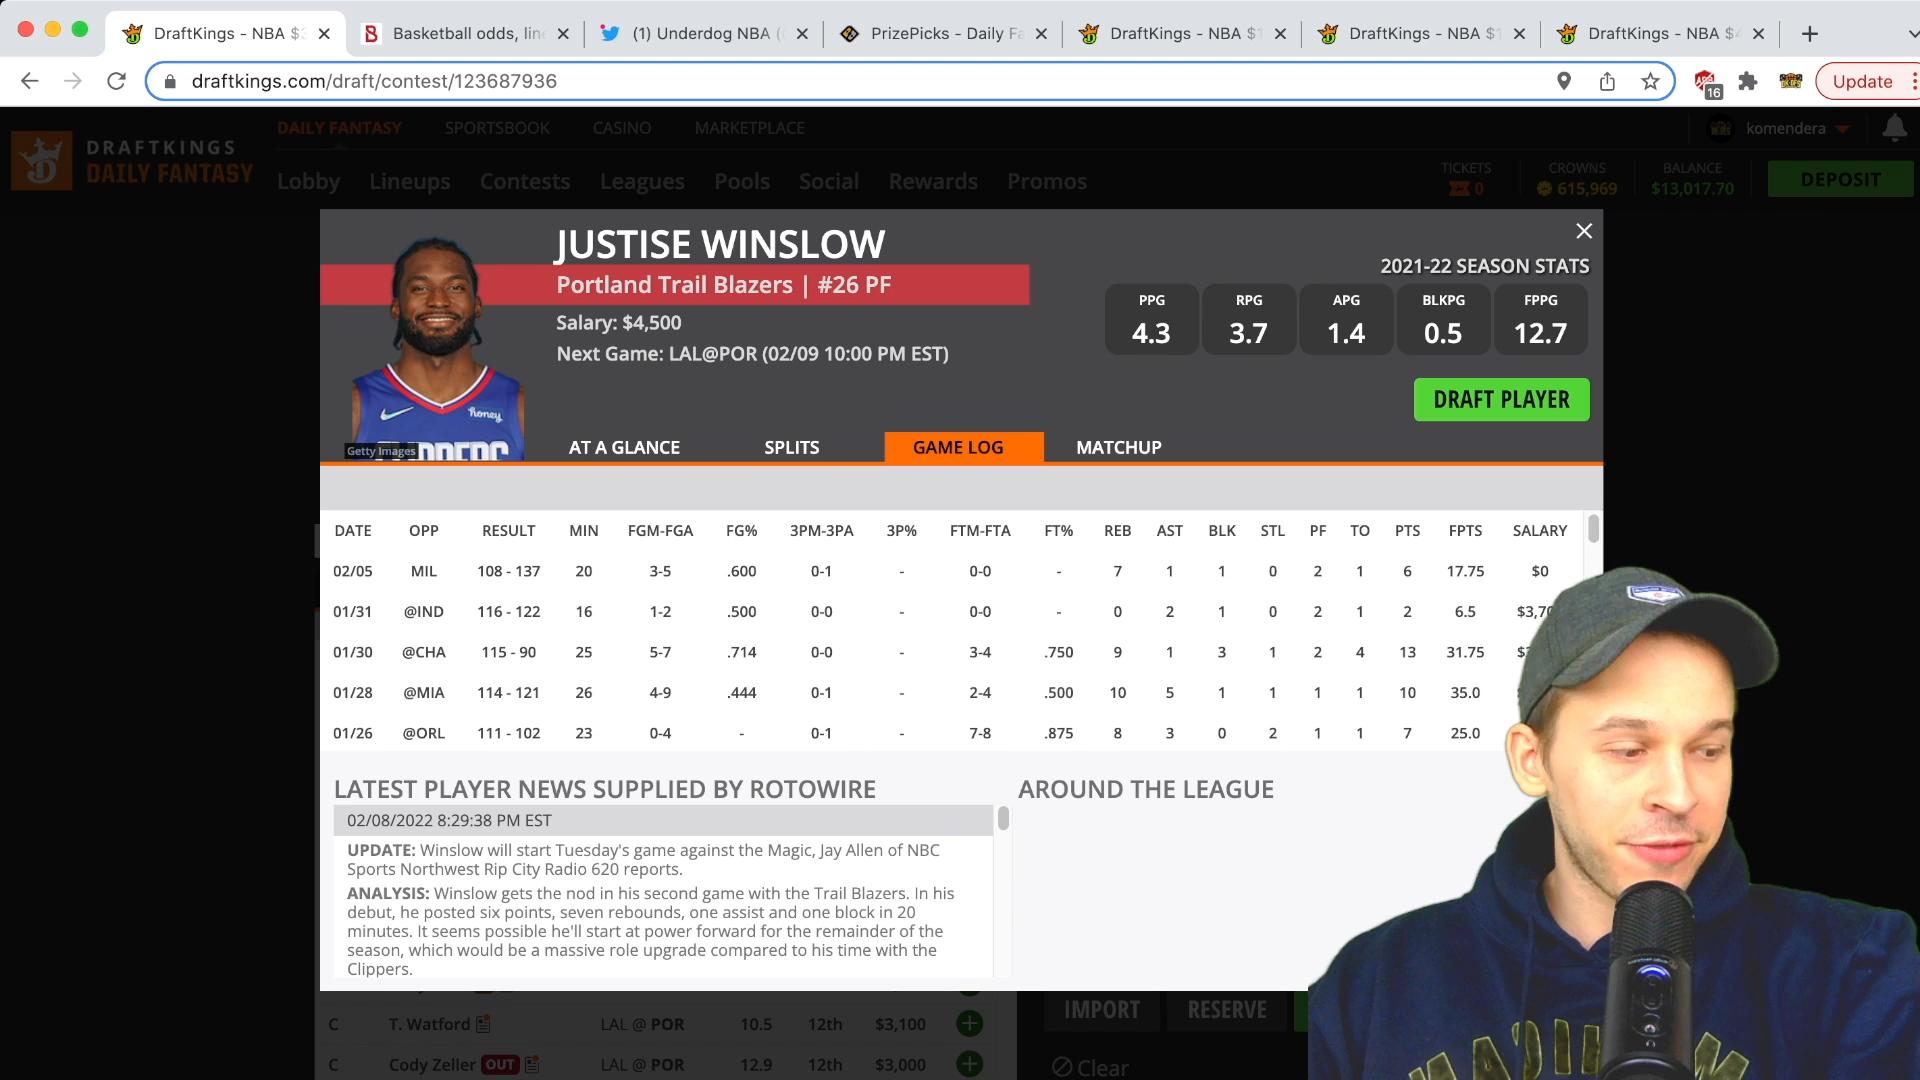 DraftKings - NBA $3
Basketball odds, line
(1) Underdog NBA (
PrizePicks - Daily Fa
DraftKings - NBA $1
DraftKings - NBA $1
DraftKings - NBA $4
draftkings.com/draft/contest/123687936
16
Update
DRAFTKINGS
DAILY FANTASY
DAILY FANTASY SPORTSBOOK CASINO MARKETPLACE
komendera
Lobby Lineups Contests Leagues Pools Social Rewards Promos
TICKETS 0
CROWNS 615,969
BALANCE $13,017.70
DEPOSIT
JUSTISE WINSLOW
Portland Trail Blazers | #26 PF
Salary: $4,500
Next Game: LAL@POR (02/09 10:00 PM EST)
2021-22 SEASON STATS
PPG RPG APG BLKPG FPPG
4.3 3.7 1.4 0.5 12.7
DRAFT PLAYER
honey
CLIPPERS
Getty Images
AT A GLANCE SPLITS GAME LOG MATCHUP
DATE OPP RESULT MIN FGM-FGA FG% 3PM-3PA 3P% FTM-FTA FT% REB AST BLK STL PF TO PTS FPTS SALARY
02/05 MIL 108 - 137 20 3-5 .600 0-1 - 0-0 - 7 1 1 0 2 1 6 17.75 $0
01/31 @IND 116 - 122 16 1-2 .500 0-0 - 0-0 - 0 2 1 0 2 1 2 6.5 $3,70
01/30 @CHA 115 - 90 25 5-7 .714 0-0 - 3-4 .750 9 1 3 1 2 4 13 31.75
01/28 @MIA 114 - 121 26 4-9 .444 0-1 - 2-4 .500 10 5 1 1 1 1 10 35.0
01/26 @ORL 111 - 102 23 0-4 - 0-1 - 7-8 .875 8 3 0 2 1 1 7 25.0
LATEST PLAYER NEWS SUPPLIED BY ROTOWIRE
AROUND THE LEAGUE
02/08/2022 8:29:38 PM EST
UPDATE: Winslow will start Tuesday's game against the Magic, Jay Allen of NBC
Sports Northwest Rip City Radio 620 reports.
ANALYSIS: Winslow gets the nod in his second game with the Trail Blazers. In his
debut, he posted six points, seven rebounds, one assist and one block in 20
minutes. It seems possible he'll start at power forward for the remainder of the
season, which would be a massive role upgrade compared to his time with the
Clippers.
C T. Watford LAL @ POR 10.5 12th $3,100
C Cody Zeller OUT LAL @ POR 12.9 12th $3,000
IMPORT RESERVE
Clear